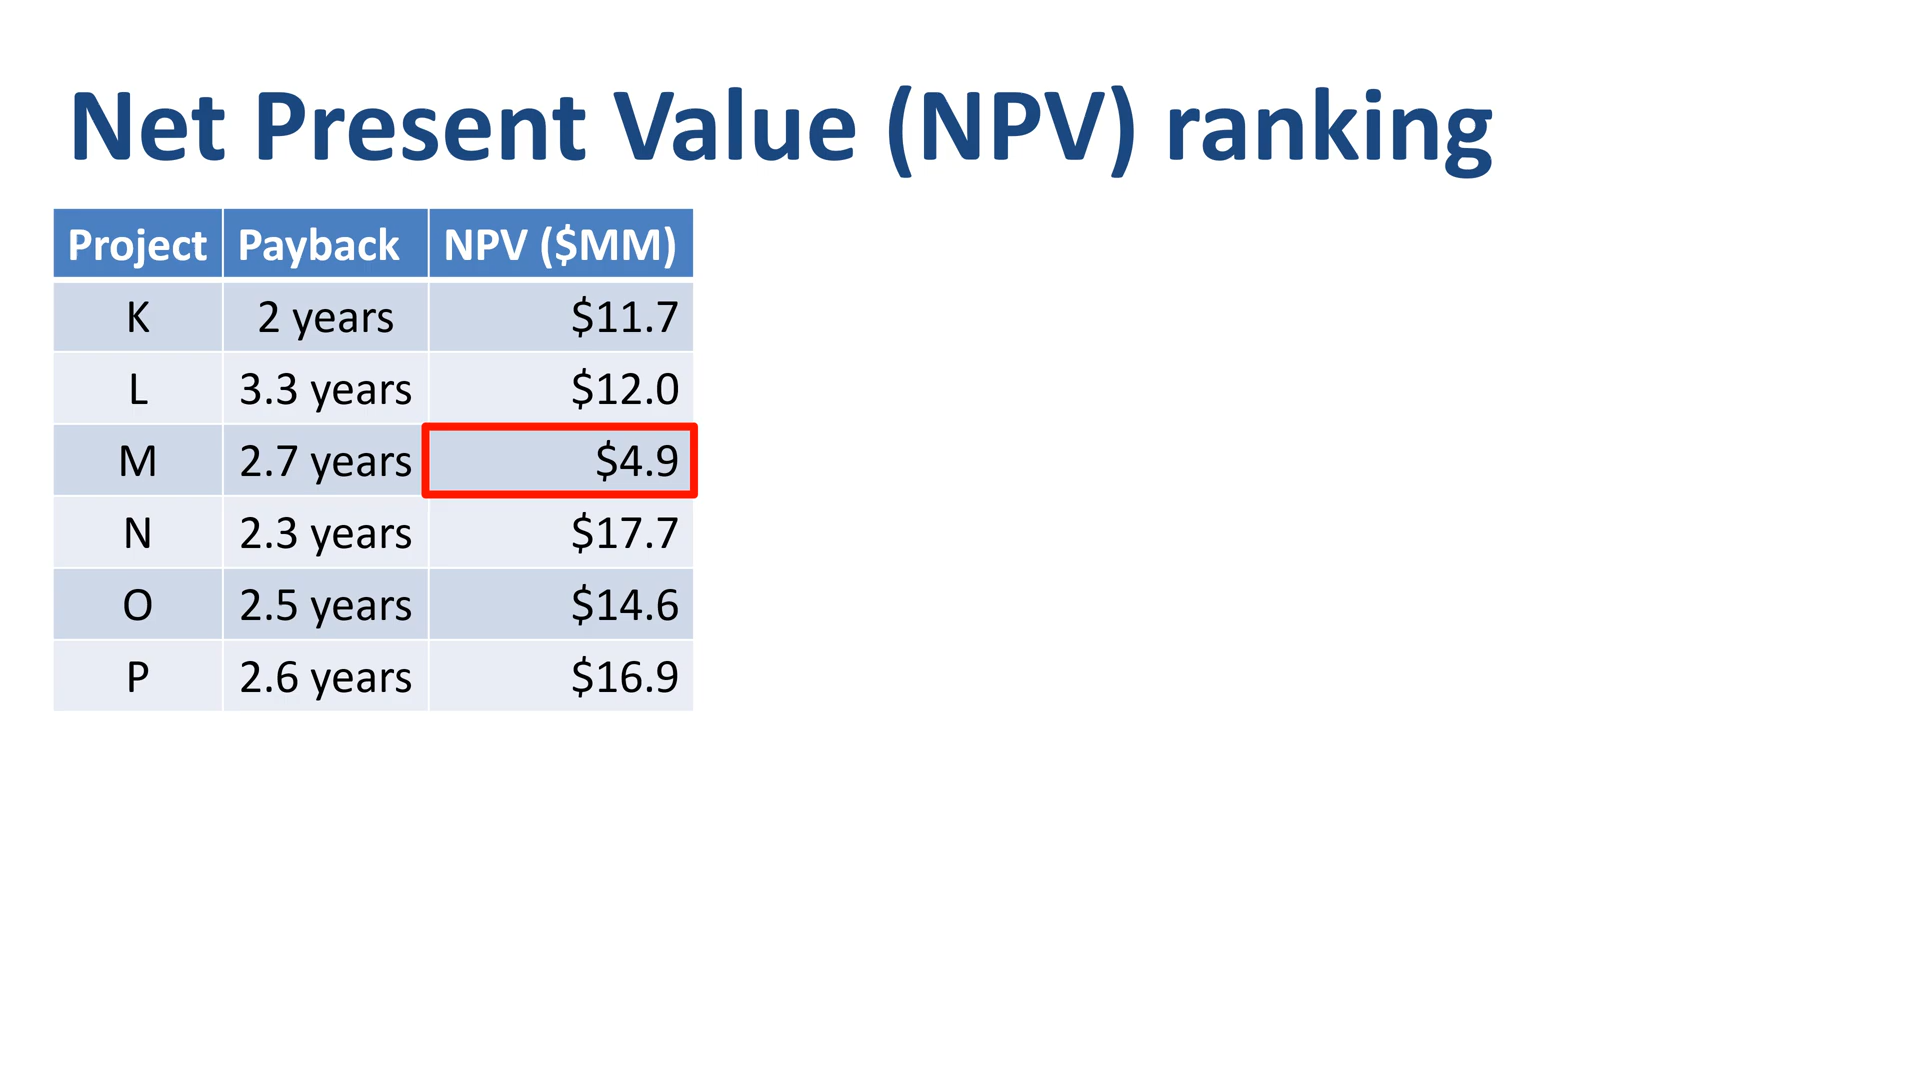 Net Present Value (NPV) ranking
Project Payback NPV ($MM)
K 2 years $11.7
L 3.3 years $12.0
M 2.7 years $4.9
N 2.3 years $17.7
O 2.5 years $14.6
P 2.6 years $16.9